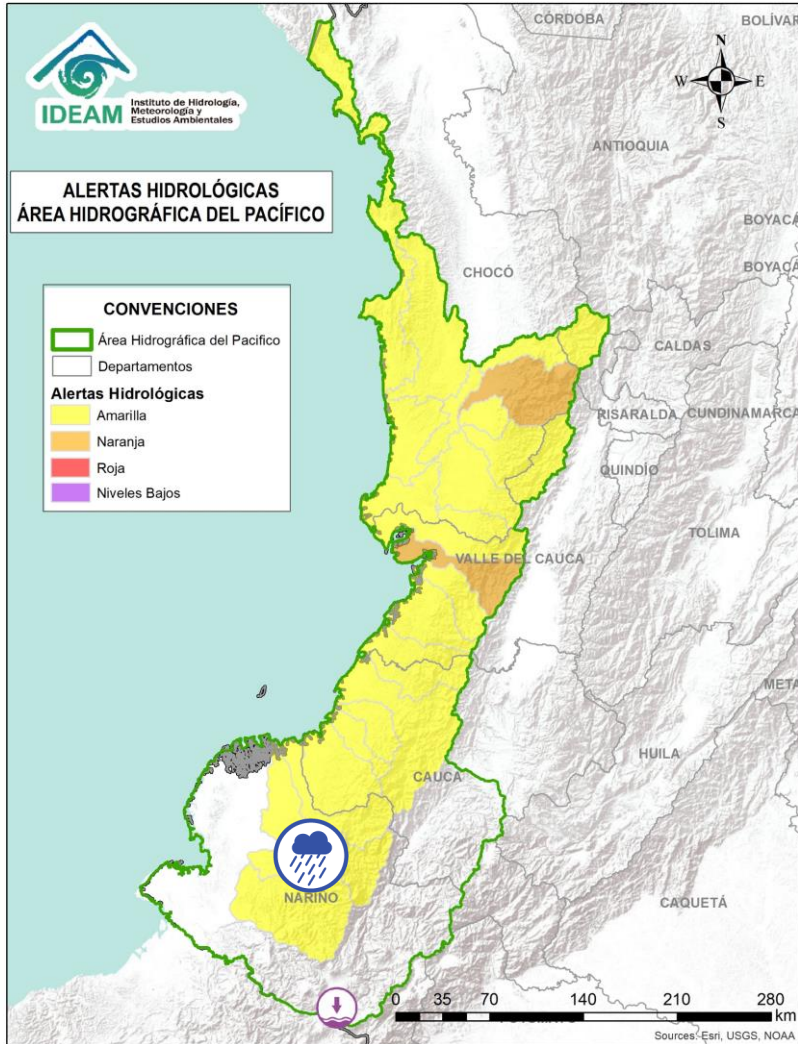 IDEAM
Instituto de Hidrología,
Meteorología y
Estudios Ambientales
ALERTAS HIDROLÓGICAS
ÁREA HIDROGRÁFICA DEL PACÍFICO
CONVENCIONES
Área Hidrográfica del Pacífico
Departamentos
Alertas Hidrológicas
Amarilla
Naranja
Roja
Niveles Bajos
CÓRDOBA
BOLÍVAR
N
W E
S
ANTIOQUIA
BOYACÁ
CHOCÓ
BOYACÁ
CALDAS
RISARALDA
CUNDINAMARCA
QUINDÍO
TOLIMA
VALLE DEL CAUCA
META
HUILA
CAUCA
CAQUETÁ
NARIÑO
0 35 70 140 210 280
km
Sources: Esri, USGS, NOAA